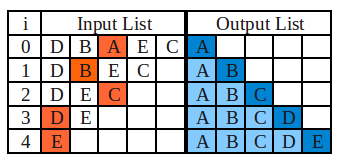 i Input List Output List
0 D B A E C A
1 D B E C A B
2 D E C A B C
3 D E A B C D
4 E A B C D E